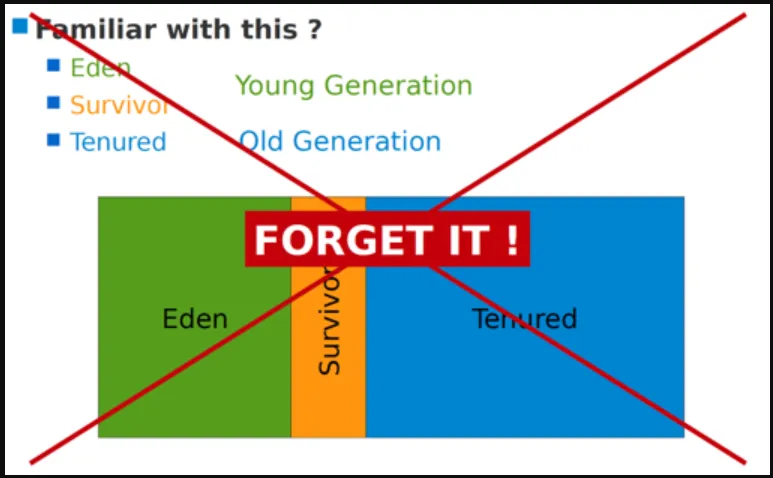 Familiar with this ?
Eden
Young Generation
Survivor
Tenured
Old Generation
FORGET IT !
Eden
Survivor
Tenured